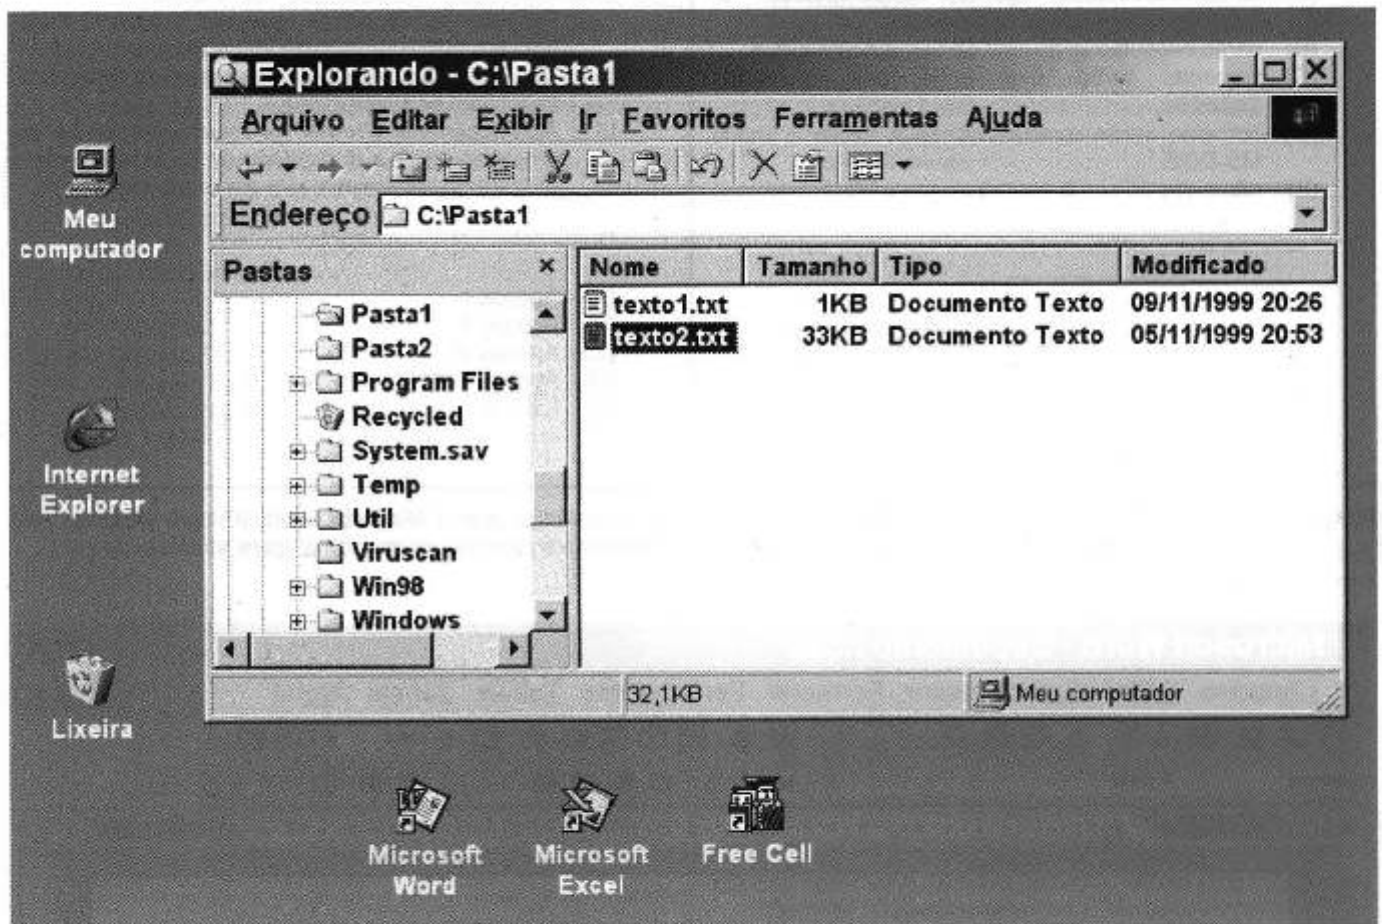 Explorando - C:\Pasta1
Arquivo Editar Exibir Ir Favoritos Ferramentas Ajuda
Endereço C:\Pasta1
Pastas
Nome Tamanho Tipo Modificado
texto1.txt 1KB Documento Texto 09/11/1999 20:26
texto2.txt 33KB Documento Texto 05/11/1999 20:53
Pasta1
Pasta2
Program Files
Recycled
System.sav
Temp
Util
Viruscan
Win98
Windows
32,1KB Meu computador
Meu
computador
Internet
Explorer
Lixeira
Microsoft
Word
Microsoft
Excel
Free Cell